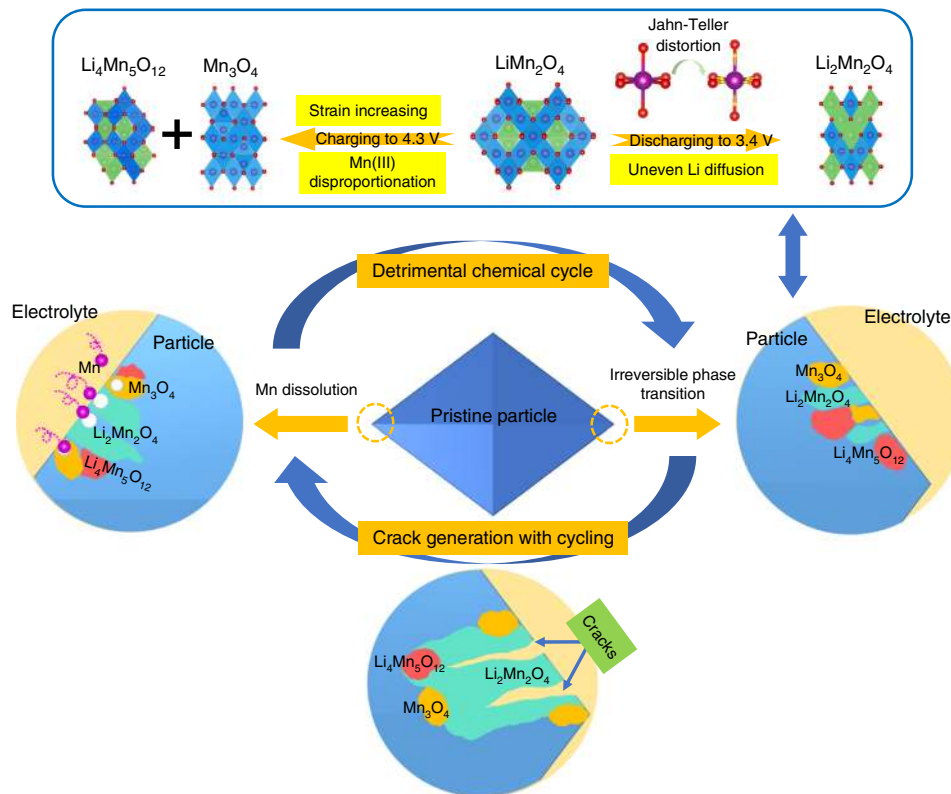 Jahn-Teller
distortion
Li₄Mn₅O₁₂
Mn₃O₄
LiMn₂O₄
Li₂Mn₂O₄
Strain increasing
Charging to 4.3 V
Mn(III)
disproportionation
Discharging to 3.4 V
Uneven Li diffusion
Detrimental chemical cycle
Electrolyte
Particle
Mn
Mn₃O₄
Li₂Mn₂O₄
Li₄Mn₅O₁₂
Mn dissolution
Pristine particle
Irreversible phase
transition
Electrolyte
Particle
Mn₃O₄
Li₂Mn₂O₄
Li₄Mn₅O₁₂
Crack generation with cycling
Cracks
Li₄Mn₅O₁₂
Li₂Mn₂O₄
Mn₃O₄